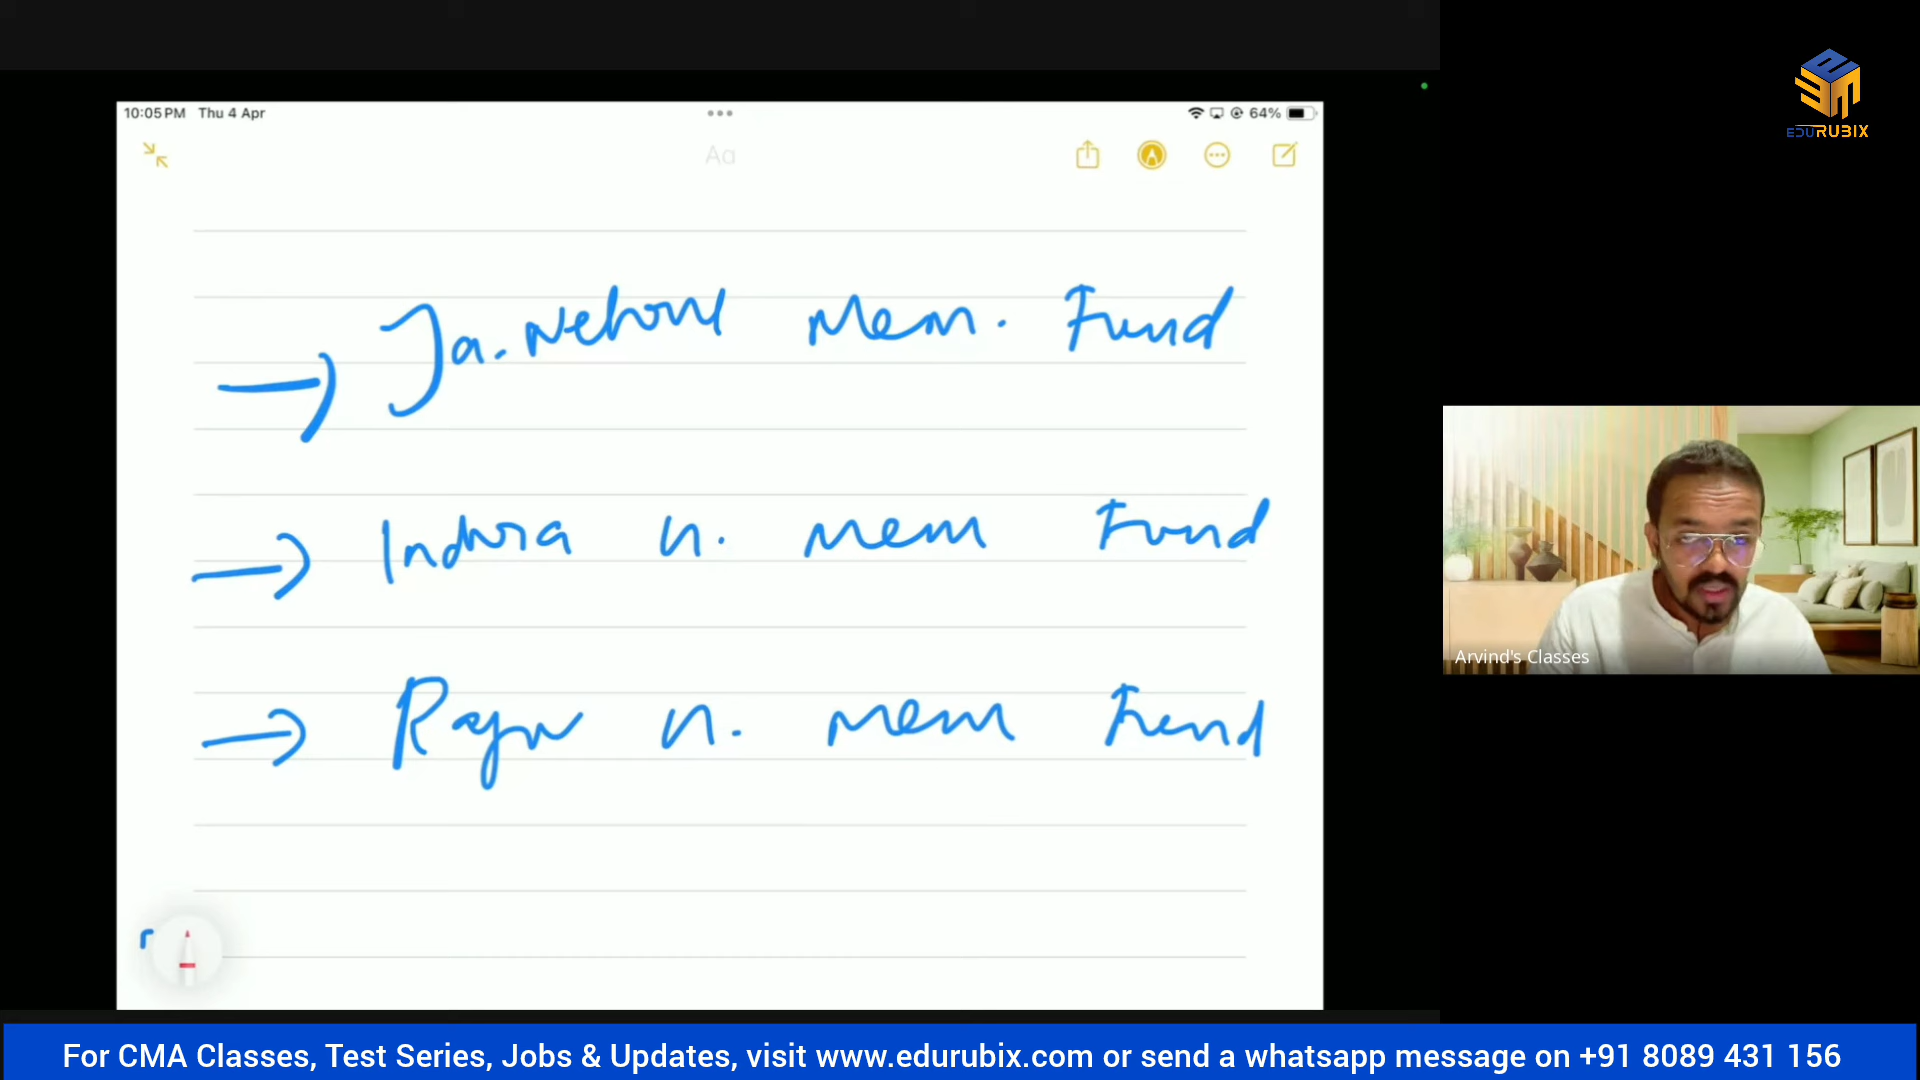 10:05 PM Thu 4 Apr 64%
Aa
EDURUBIX
→ Ja. Nehru Mem. Fund
→ Indira n. mem Fund
→ Rajiv n. mem Fund
Arvind's Classes
For CMA Classes, Test Series, Jobs & Updates, visit www.edurubix.com or send a whatsapp message on +91 8089 431 156